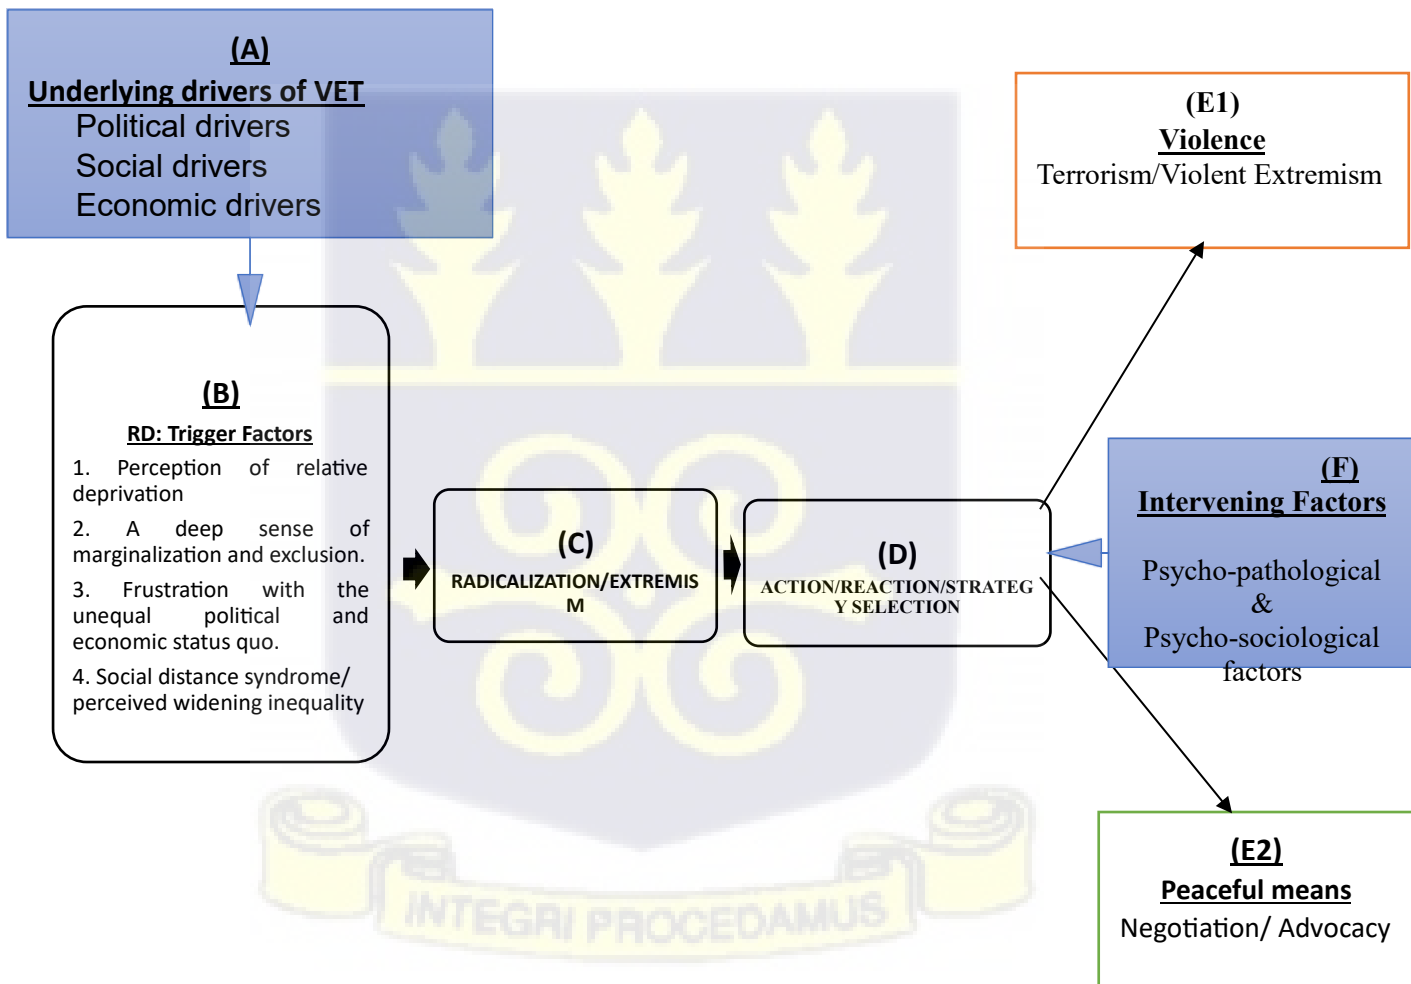 (A)
Underlying drivers of VET
Political drivers
Social drivers
Economic drivers
(B)
RD: Trigger Factors
1. Perception of relative
deprivation
2. A deep sense of
marginalization and exclusion.
3. Frustration with the
unequal political and
economic status quo.
4. Social distance syndrome/
perceived widening inequality
(C)
RADICALIZATION/EXTREMIS
M
(D)
ACTION/REACTION/STRATEG
Y SELECTION
(E1)
Violence
Terrorism/Violent Extremism
(F)
Intervening Factors
Psycho-pathological
&
Psycho-sociological
factors
(E2)
Peaceful means
Negotiation/ Advocacy
INTEGRI PROCEDAMUS